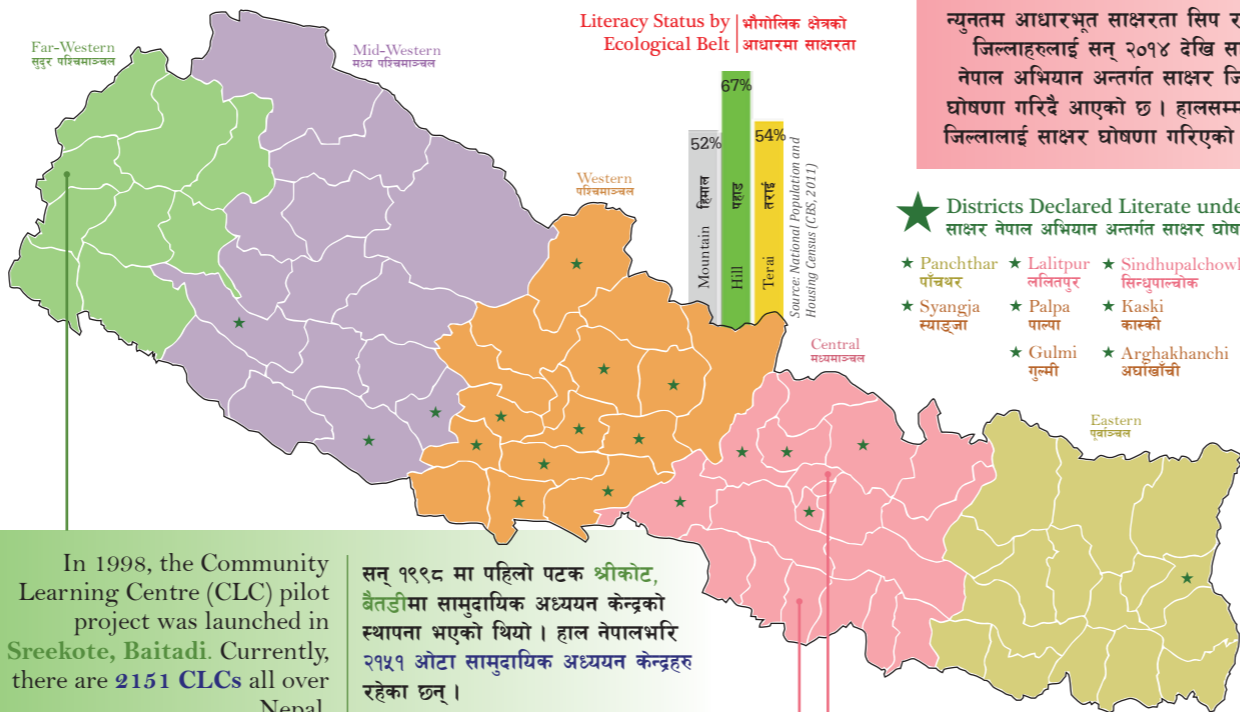 Literacy Status by
Ecological Belt
भौगोलिक क्षेत्रको
आधारमा साक्षरता
न्युनतम आधारभूत साक्षरता सिप
जिल्लाहरुलाई सन् २०१४ देखि
नेपाल अभियान अन्तर्गत साक्षर
घोषणा गरिदै आएको छ । हालसम्म
जिल्लालाई साक्षर घोषणा गरिएको
Far-Western
सुदुर पश्चिमाञ्चल
Mid-Western
मध्य पश्चिमाञ्चल
Western
पश्चिमाञ्चल
52%
67%
54%
Mountain हिमाल
Hill पहाड
Terai तराई
Source: National Population and
Housing Census (CBS, 2011)
Districts Declared Literate
साक्षर नेपाल अभियान अन्तर्गत साक्षर
Panchthar
पाँचथर
Lalitpur
ललितपुर
Sindhupalchowk
सिन्धुपाल्चोक
Syangja
स्याङ्जा
Palpa
पाल्पा
Kaski
कास्की
Gulmi
गुल्मी
Arghakhanchi
अर्घाखाँची
Central
मध्यमाञ्चल
Eastern
पूर्वाञ्चल
In 1998, the Community
Learning Centre (CLC) pilot
project was launched in
Sreekote, Baitadi. Currently,
there are 2151 CLCs all over
Nepal.
सन् १९९८ मा पहिलो पटक श्रीकोट,
बैतडीमा सामुदायिक अध्ययन केन्द्रको
स्थापना भएको थियो । हाल नेपालभरि
२१५१ ओटा सामुदायिक अध्ययन केन्द्रहरु
रहेका छन् ।